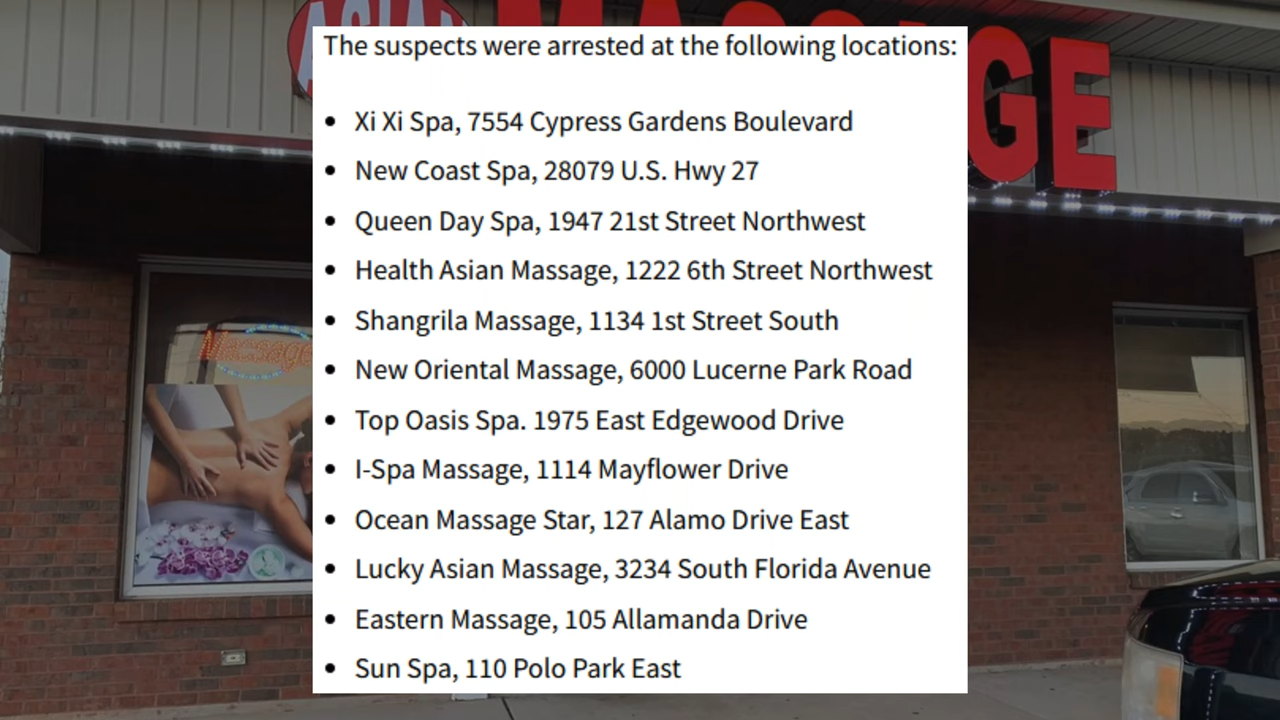 ASIAN MASSAGE
The suspects were arrested at the following locations:
• Xi Xi Spa, 7554 Cypress Gardens Boulevard
• New Coast Spa, 28079 U.S. Hwy 27
• Queen Day Spa, 1947 21st Street Northwest
• Health Asian Massage, 1222 6th Street Northwest
• Shangrila Massage, 1134 1st Street South
• New Oriental Massage, 6000 Lucerne Park Road
• Top Oasis Spa. 1975 East Edgewood Drive
• I-Spa Massage, 1114 Mayflower Drive
• Ocean Massage Star, 127 Alamo Drive East
• Lucky Asian Massage, 3234 South Florida Avenue
• Eastern Massage, 105 Allamanda Drive
• Sun Spa, 110 Polo Park East
Massage